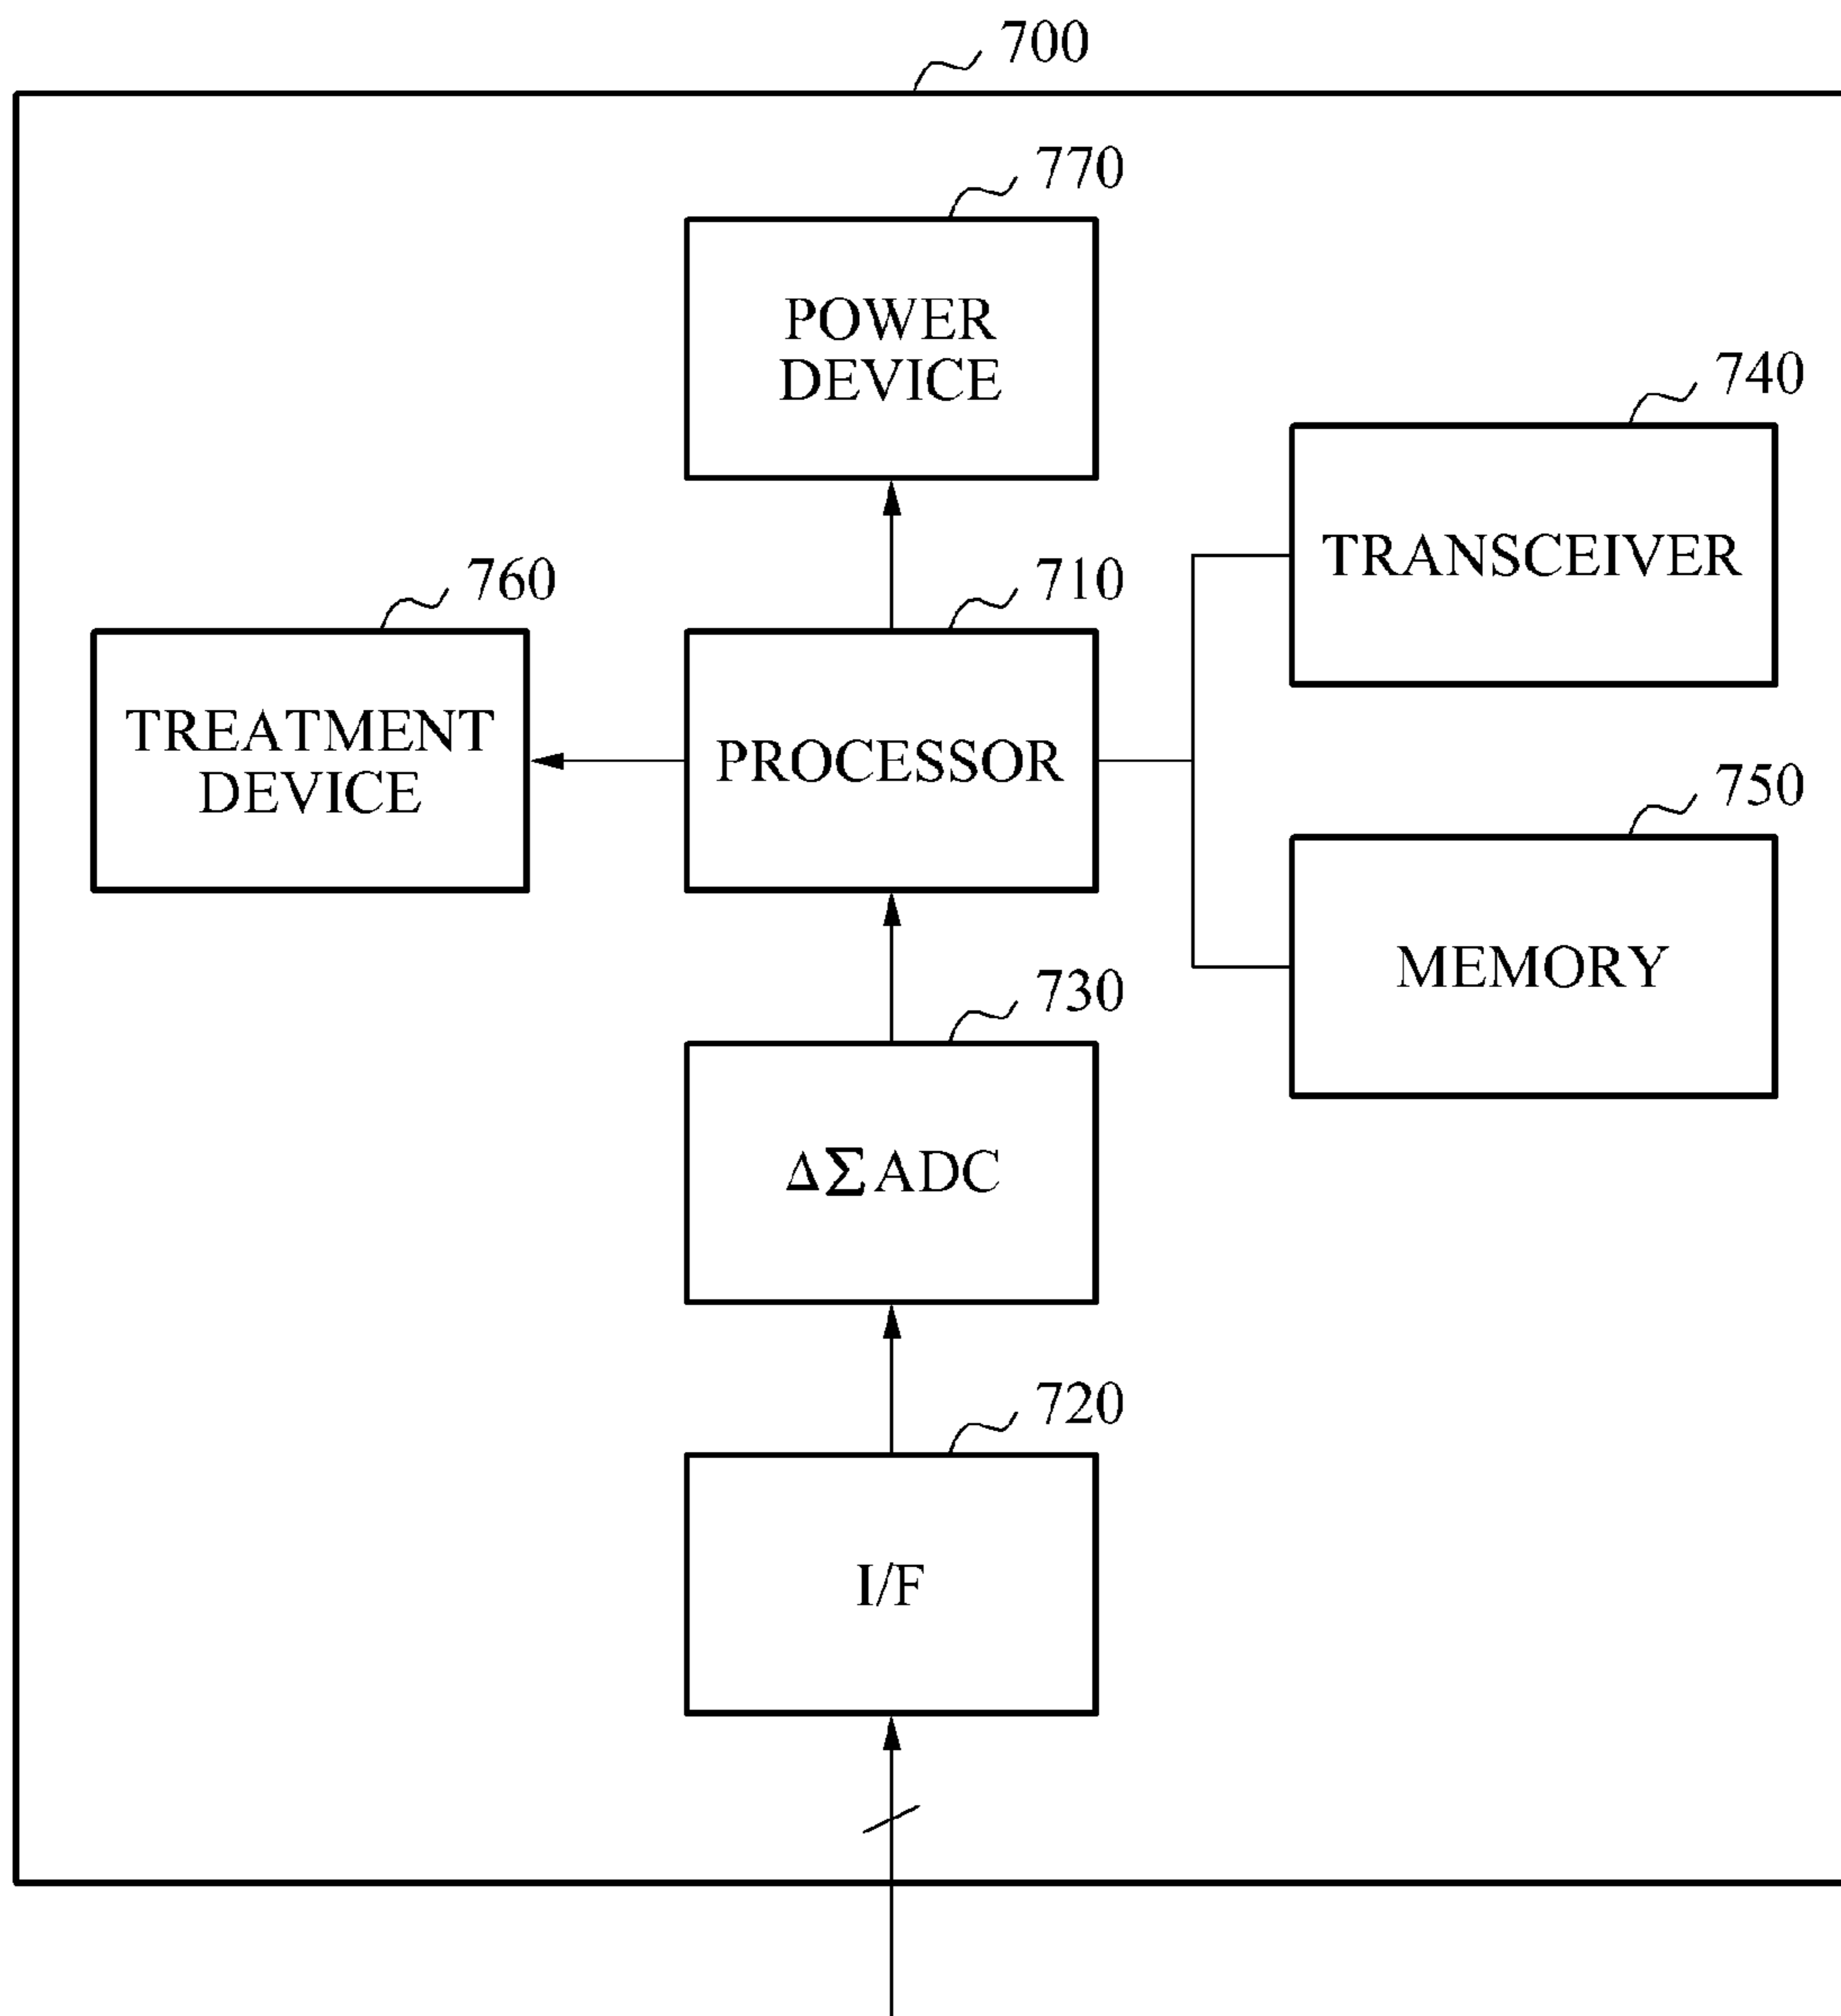 700
770
POWER
DEVICE
740
TRANSCEIVER
760
TREATMENT
DEVICE
710
PROCESSOR
750
MEMORY
730
ΔΣ ADC
720
I/F